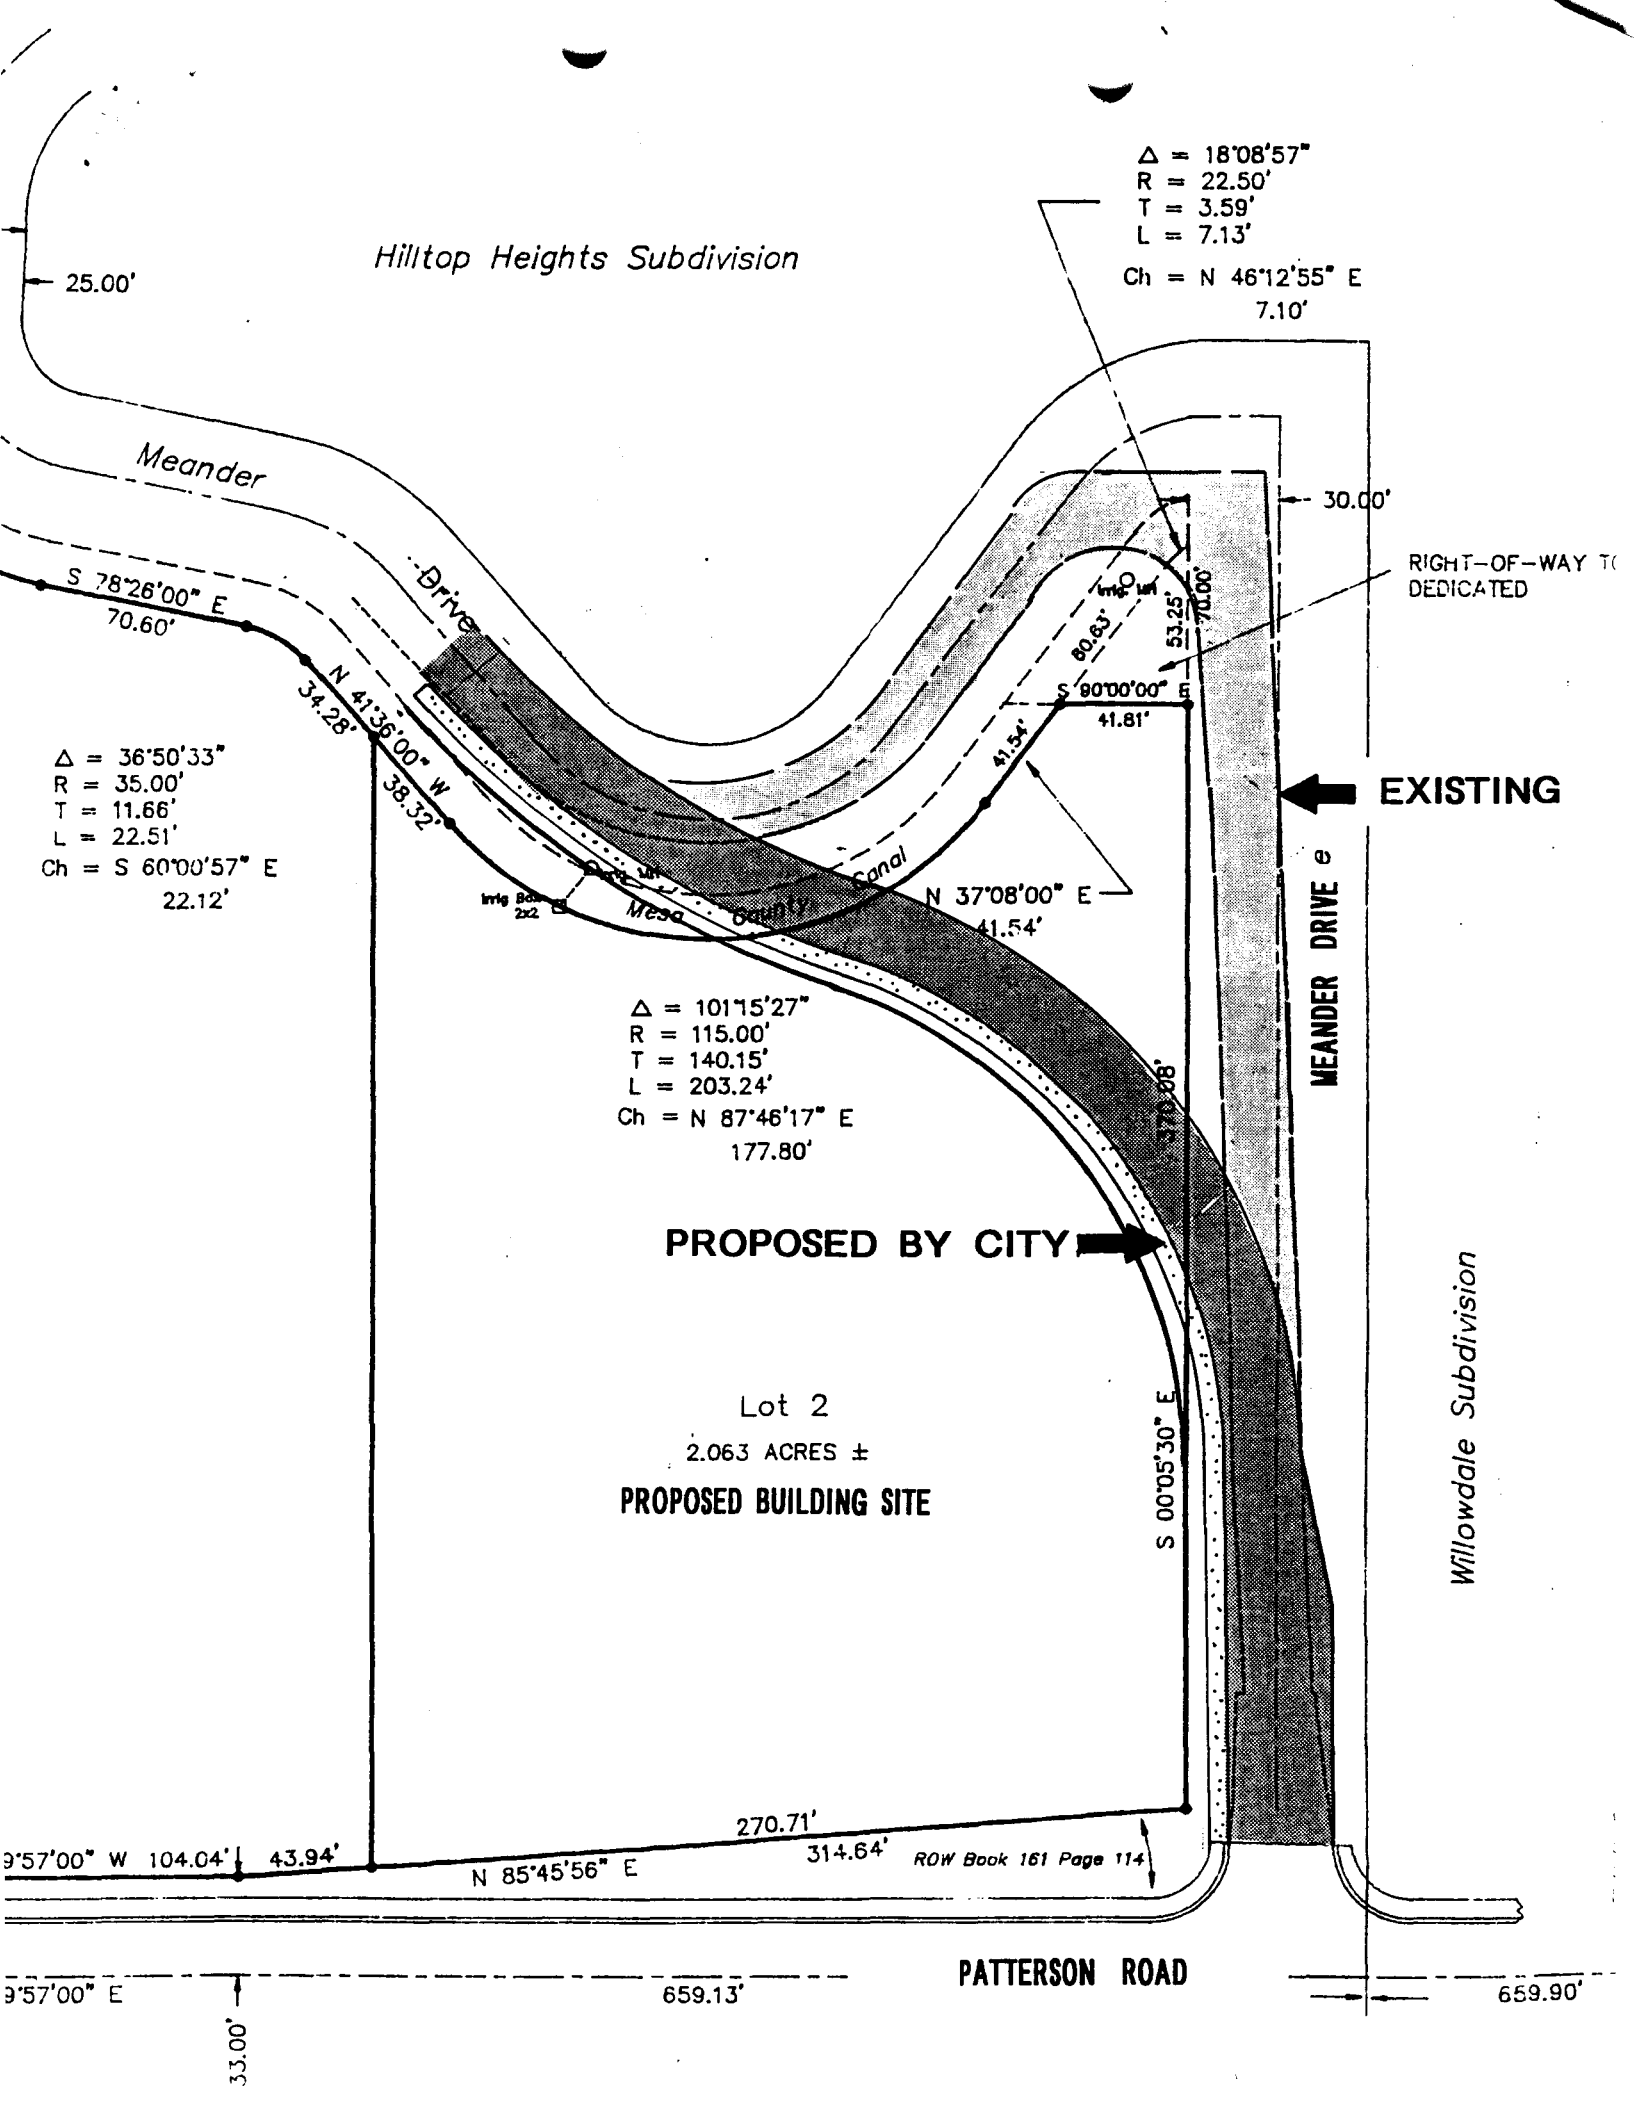 Δ = 18°08'57"
R = 22.50'
T = 3.59'
L = 7.13'
Ch = N 46°12'55" E
7.10'
Hilltop Heights Subdivision
25.00'
Meander
Drive
30.00'
RIGHT-OF-WAY
DEDICATED
S 78°26'00" E
70.60'
N 41°36'00" W
34.28'
38.32'
Irrig. MH
80.63'
53.25'
70.00'
S 90°00'00" E
41.81'
41.54'
Δ = 36°50'33"
R = 35.00'
T = 11.66'
L = 22.51'
Ch = S 60°00'57" E
22.12'
EXISTING
MEANDER DRIVE e
Irrig. MH
Irrig Box
2x2
Mesa County Canal
N 37°08'00" E
41.54'
Δ = 101°15'27"
R = 115.00'
T = 140.15'
L = 203.24'
Ch = N 87°46'17" E
177.80'
370.08'
PROPOSED BY CITY
Lot 2
2.063 ACRES ±
PROPOSED BUILDING SITE
S 00°05'30" E
Willowdale Subdivision
9°57'00" W 104.04'
43.94'
270.71'
314.64'
N 85°45'56" E
ROW Book 161 Page 114
PATTERSON ROAD
9°57'00" E
659.13'
659.90'
33.00'